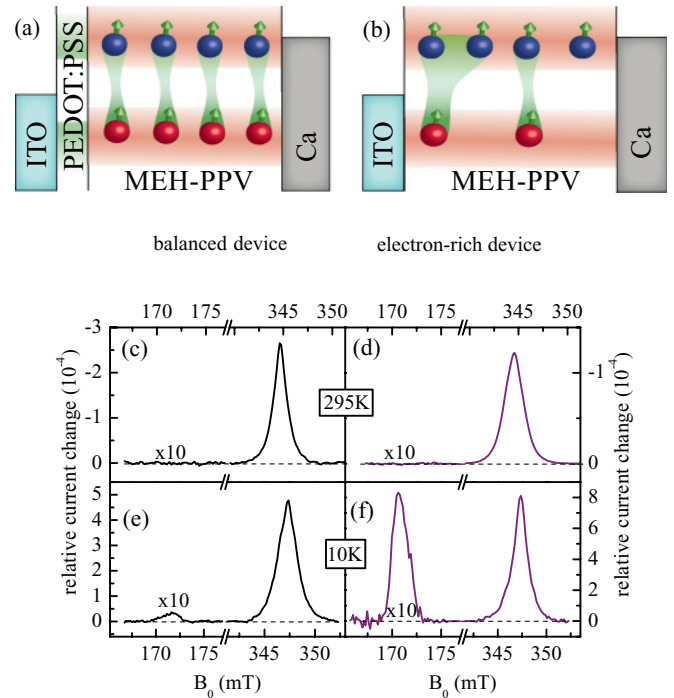 (a)
(b)
ITO
PEDOT:PSS
Ca
MEH-PPV
ITO
Ca
MEH-PPV
balanced device
electron-rich device
170 175 345 350
170 175 345 350
(c)
(d)
-3
-2
-1
0
-1
0
x10
x10
295K
relative current change (10-4)
relative current change (10-4)
(e)
(f)
5
4
3
2
1
0
8
6
4
2
0
x10
x10
10K
170 175 345 350
170 175 345 350
B0 (mT)
B0 (mT)